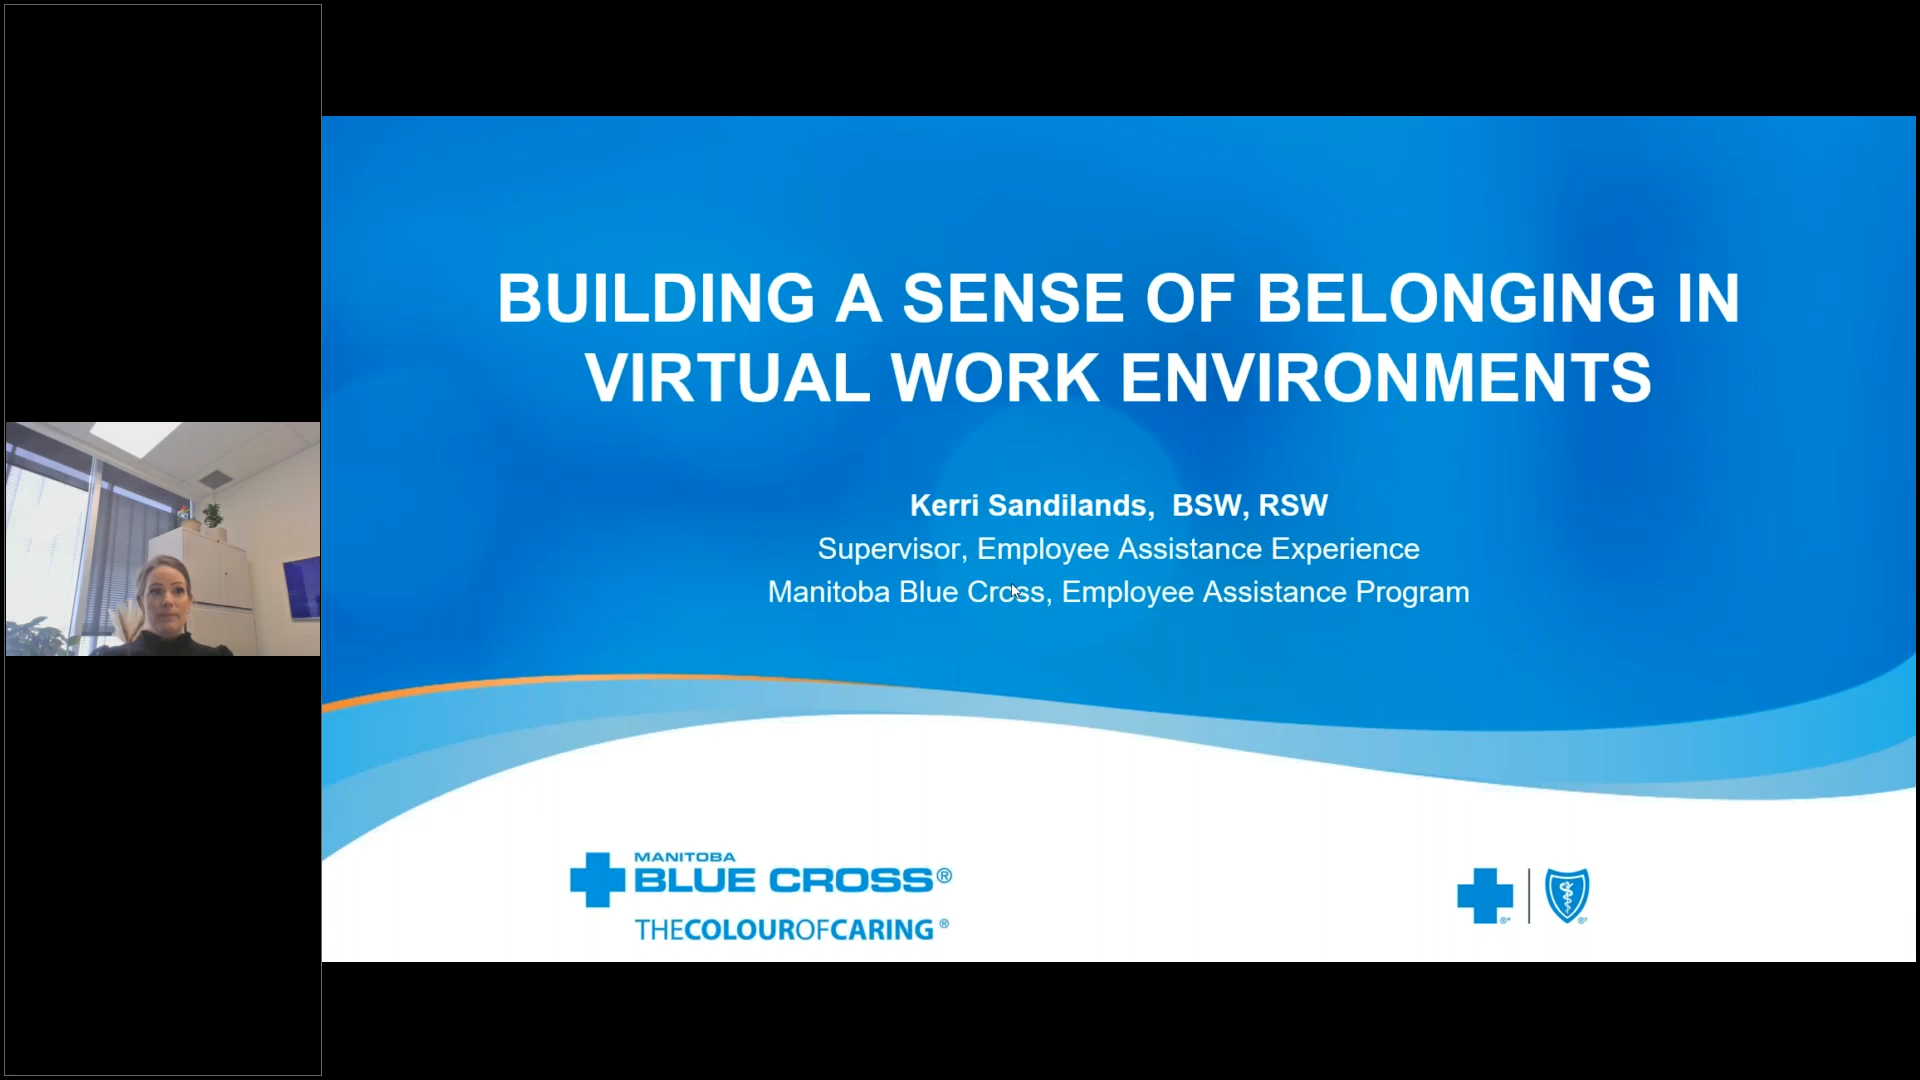 BUILDING A SENSE OF BELONGING IN
VIRTUAL WORK ENVIRONMENTS
Kerri Sandilands, BSW, RSW
Supervisor, Employee Assistance Experience
Manitoba Blue Cross, Employee Assistance Program
MANITOBA
BLUE CROSS®
THECOLOUROFCARING®